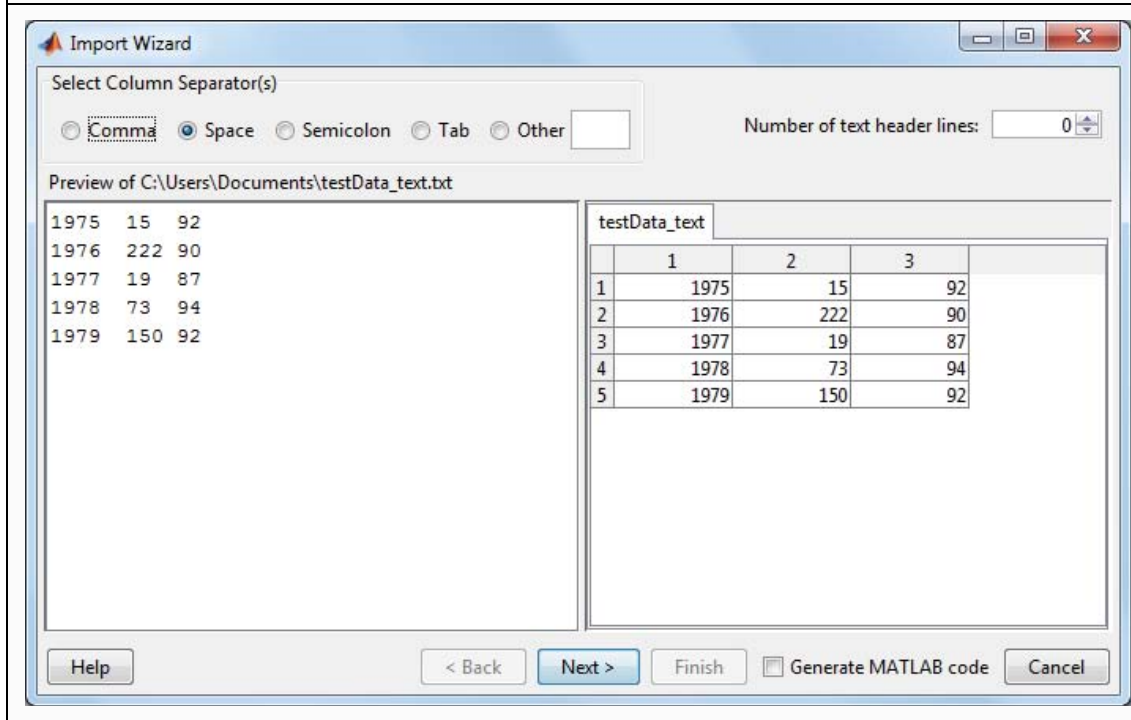 Import Wizard
Select Column Separator(s)
Comma Space Semicolon Tab Other
Number of text header lines: 0
Preview of C:\Users\Documents\testData_text.txt
1975 15 92
1976 222 90
1977 19 87
1978 73 94
1979 150 92
testData_text
1 2 3
1 1975 15 92
2 1976 222 90
3 1977 19 87
4 1978 73 94
5 1979 150 92
Help < Back Next > Finish Generate MATLAB code Cancel